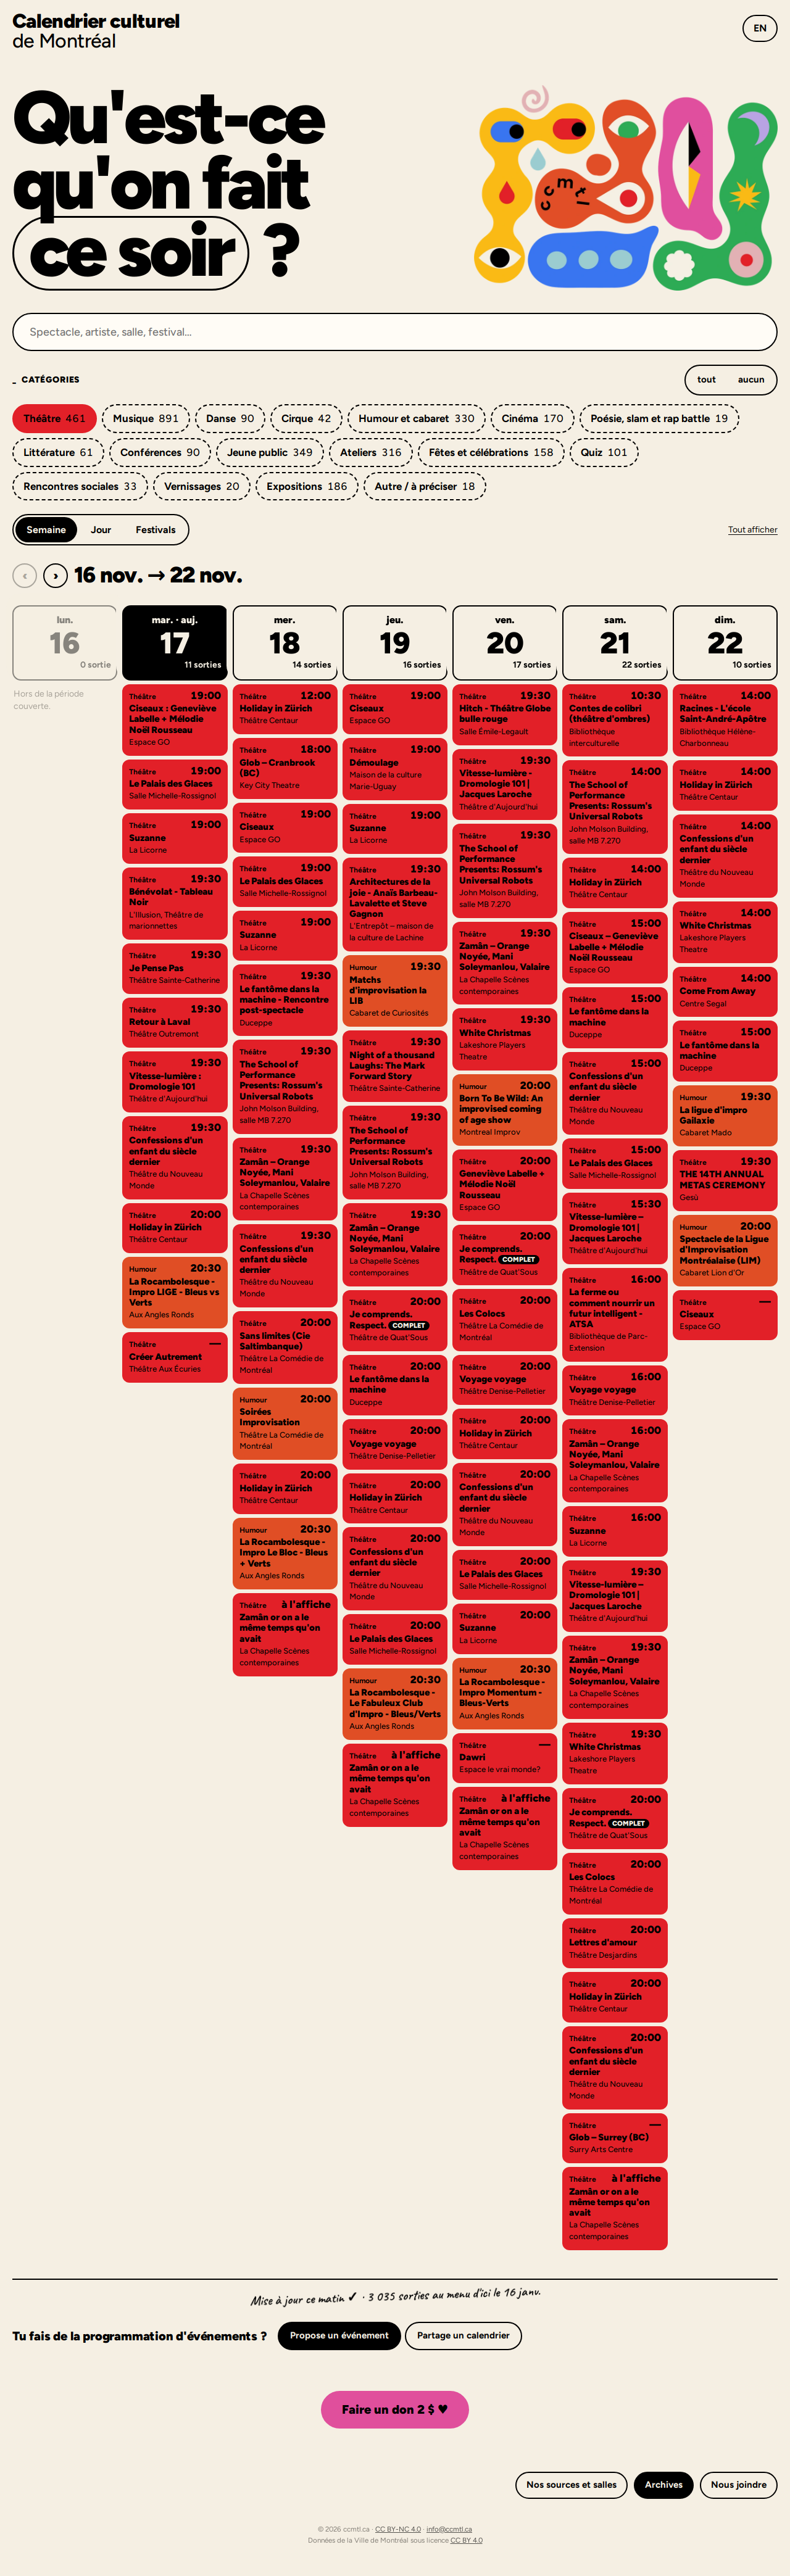 Calendrier culturel
de Montréal
EN
Qu'est-ce
qu'on fait
ce soir ?
ccmtl
Spectacle, artiste, salle, festival…
CATÉGORIES
tout aucun
Théâtre 461 Musique 891 Danse 90 Cirque 42 Humour et cabaret 330 Cinéma 170 Poésie, slam et rap battle 19
Littérature 61 Conférences 90 Jeune public 349 Ateliers 316 Fêtes et célébrations 158 Quiz 101
Rencontres sociales 33 Vernissages 20 Expositions 186 Autre / à préciser 18
Semaine Jour Festivals
Tout afficher
‹ › 16 nov. → 22 nov.
lun.
16
0 sortie
Hors de la période
couverte.
mar. · auj.
17
11 sorties
Théâtre 19:00
Ciseaux : Geneviève
Labelle + Mélodie
Noël Rousseau
Espace GO
Théâtre 19:00
Le Palais des Glaces
Salle Michelle-Rossignol
Théâtre 19:00
Suzanne
La Licorne
Théâtre 19:30
Bénévolat - Tableau
Noir
L'Illusion, Théâtre de
marionnettes
Théâtre 19:30
Je Pense Pas
Théâtre Sainte-Catherine
Théâtre 19:30
Retour à Laval
Théâtre Outremont
Théâtre 19:30
Vitesse-lumière :
Dromologie 101
Théâtre d'Aujourd'hui
Théâtre 19:30
Confessions d'un
enfant du siècle
dernier
Théâtre du Nouveau
Monde
Théâtre 20:00
Holiday in Zürich
Théâtre Centaur
Humour 20:30
La Rocambolesque -
Impro LIGE - Bleus vs
Verts
Aux Angles Ronds
Théâtre —
Créer Autrement
Théâtre Aux Écuries
mer.
18
14 sorties
Théâtre 12:00
Holiday in Zürich
Théâtre Centaur
Théâtre 18:00
Glob – Cranbrook
(BC)
Key City Theatre
Théâtre 19:00
Ciseaux
Espace GO
Théâtre 19:00
Le Palais des Glaces
Salle Michelle-Rossignol
Théâtre 19:00
Suzanne
La Licorne
Théâtre 19:30
Le fantôme dans la
machine - Rencontre
post-spectacle
Duceppe
Théâtre 19:30
The School of
Performance
Presents: Rossum's
Universal Robots
John Molson Building,
salle MB 7.270
Théâtre 19:30
Zamân – Orange
Noyée, Mani
Soleymanlou, Valaire
La Chapelle Scènes
contemporaines
Théâtre 19:30
Confessions d'un
enfant du siècle
dernier
Théâtre du Nouveau
Monde
Théâtre 20:00
Sans limites (Cie
Saltimbanque)
Théâtre La Comédie de
Montréal
Humour 20:00
Soirées
Improvisation
Théâtre La Comédie de
Montréal
Théâtre 20:00
Holiday in Zürich
Théâtre Centaur
Humour 20:30
La Rocambolesque -
Impro Le Bloc - Bleus
+ Verts
Aux Angles Ronds
Théâtre à l'affiche
Zamân or on a le
même temps qu'on
avait
La Chapelle Scènes
contemporaines
jeu.
19
16 sorties
Théâtre 19:00
Ciseaux
Espace GO
Théâtre 19:00
Démoulage
Maison de la culture
Marie-Uguay
Théâtre 19:00
Suzanne
La Licorne
Théâtre 19:30
Architectures de la
joie - Anaïs Barbeau-
Lavalette et Steve
Gagnon
L'Entrepôt – maison de
la culture de Lachine
Humour 19:30
Matchs
d'improvisation la
LIB
Cabaret de Curiosités
Théâtre 19:30
Night of a thousand
Laughs: The Mark
Forward Story
Théâtre Sainte-Catherine
Théâtre 19:30
The School of
Performance
Presents: Rossum's
Universal Robots
John Molson Building,
salle MB 7.270
Théâtre 19:30
Zamân – Orange
Noyée, Mani
Soleymanlou, Valaire
La Chapelle Scènes
contemporaines
Théâtre 20:00
Je comprends.
Respect. COMPLET
Théâtre de Quat'Sous
Théâtre 20:00
Le fantôme dans la
machine
Duceppe
Théâtre 20:00
Voyage voyage
Théâtre Denise-Pelletier
Théâtre 20:00
Holiday in Zürich
Théâtre Centaur
Théâtre 20:00
Confessions d'un
enfant du siècle
dernier
Théâtre du Nouveau
Monde
Théâtre 20:00
Le Palais des Glaces
Salle Michelle-Rossignol
Humour 20:30
La Rocambolesque -
Le Fabuleux Club
d'Impro - Bleus/Verts
Aux Angles Ronds
Théâtre à l'affiche
Zamân or on a le
même temps qu'on
avait
La Chapelle Scènes
contemporaines
ven.
20
17 sorties
Théâtre 19:30
Hitch - Théâtre Globe
bulle rouge
Salle Émile-Legault
Théâtre 19:30
Vitesse-lumière -
Dromologie 101 |
Jacques Laroche
Théâtre d'Aujourd'hui
Théâtre 19:30
The School of
Performance
Presents: Rossum's
Universal Robots
John Molson Building,
salle MB 7.270
Théâtre 19:30
Zamân – Orange
Noyée, Mani
Soleymanlou, Valaire
La Chapelle Scènes
contemporaines
Théâtre 19:30
White Christmas
Lakeshore Players
Theatre
Humour 20:00
Born To Be Wild: An
improvised coming
of age show
Montreal Improv
Théâtre 20:00
Geneviève Labelle +
Mélodie Noël
Rousseau
Espace GO
Théâtre 20:00
Je comprends.
Respect. COMPLET
Théâtre de Quat'Sous
Théâtre 20:00
Les Colocs
Théâtre La Comédie de
Montréal
Théâtre 20:00
Voyage voyage
Théâtre Denise-Pelletier
Théâtre 20:00
Holiday in Zürich
Théâtre Centaur
Théâtre 20:00
Confessions d'un
enfant du siècle
dernier
Théâtre du Nouveau
Monde
Théâtre 20:00
Le Palais des Glaces
Salle Michelle-Rossignol
Théâtre 20:00
Suzanne
La Licorne
Humour 20:30
La Rocambolesque -
Impro Momentum -
Bleus-Verts
Aux Angles Ronds
Théâtre —
Dawri
Espace le vrai monde?
Théâtre à l'affiche
Zamân or on a le
même temps qu'on
avait
La Chapelle Scènes
contemporaines
sam.
21
22 sorties
Théâtre 10:30
Contes de colibri
(théâtre d'ombres)
Bibliothèque
interculturelle
Théâtre 14:00
The School of
Performance
Presents: Rossum's
Universal Robots
John Molson Building,
salle MB 7.270
Théâtre 14:00
Holiday in Zürich
Théâtre Centaur
Théâtre 15:00
Ciseaux – Geneviève
Labelle + Mélodie
Noël Rousseau
Espace GO
Théâtre 15:00
Le fantôme dans la
machine
Duceppe
Théâtre 15:00
Confessions d'un
enfant du siècle
dernier
Théâtre du Nouveau
Monde
Théâtre 15:00
Le Palais des Glaces
Salle Michelle-Rossignol
Théâtre 15:30
Vitesse-lumière –
Dromologie 101 |
Jacques Laroche
Théâtre d'Aujourd'hui
Théâtre 16:00
La ferme ou
comment nourrir un
futur intelligent -
ATSA
Bibliothèque de Parc-
Extension
Théâtre 16:00
Voyage voyage
Théâtre Denise-Pelletier
Théâtre 16:00
Zamân – Orange
Noyée, Mani
Soleymanlou, Valaire
La Chapelle Scènes
contemporaines
Théâtre 16:00
Suzanne
La Licorne
Théâtre 19:30
Vitesse-lumière –
Dromologie 101 |
Jacques Laroche
Théâtre d'Aujourd'hui
Théâtre 19:30
Zamân – Orange
Noyée, Mani
Soleymanlou, Valaire
La Chapelle Scènes
contemporaines
Théâtre 19:30
White Christmas
Lakeshore Players
Theatre
Théâtre 20:00
Je comprends.
Respect. COMPLET
Théâtre de Quat'Sous
Théâtre 20:00
Les Colocs
Théâtre La Comédie de
Montréal
Théâtre 20:00
Lettres d'amour
Théâtre Desjardins
Théâtre 20:00
Holiday in Zürich
Théâtre Centaur
Théâtre 20:00
Confessions d'un
enfant du siècle
dernier
Théâtre du Nouveau
Monde
Théâtre —
Glob – Surrey (BC)
Surry Arts Centre
Théâtre à l'affiche
Zamân or on a le
même temps qu'on
avait
La Chapelle Scènes
contemporaines
dim.
22
10 sorties
Théâtre 14:00
Racines - L'école
Saint-André-Apôtre
Bibliothèque Hélène-
Charbonneau
Théâtre 14:00
Holiday in Zürich
Théâtre Centaur
Théâtre 14:00
Confessions d'un
enfant du siècle
dernier
Théâtre du Nouveau
Monde
Théâtre 14:00
White Christmas
Lakeshore Players
Theatre
Théâtre 14:00
Come From Away
Centre Segal
Théâtre 15:00
Le fantôme dans la
machine
Duceppe
Humour 19:30
La ligue d'impro
Gailaxie
Cabaret Mado
Théâtre 19:30
THE 14TH ANNUAL
METAS CEREMONY
Gesù
Humour 20:00
Spectacle de la Ligue
d'Improvisation
Montréalaise (LIM)
Cabaret Lion d'Or
Théâtre —
Ciseaux
Espace GO
Mise à jour ce matin ✓ · 3 035 sorties au menu d'ici le 16 janv.
Tu fais de la programmation d'événements ? Propose un événement Partage un calendrier
Faire un don 2 $ ♥
Nos sources et salles Archives Nous joindre
© 2026 ccmtl.ca · CC BY-NC 4.0 · info@ccmtl.ca
Données de la Ville de Montréal sous licence CC BY 4.0